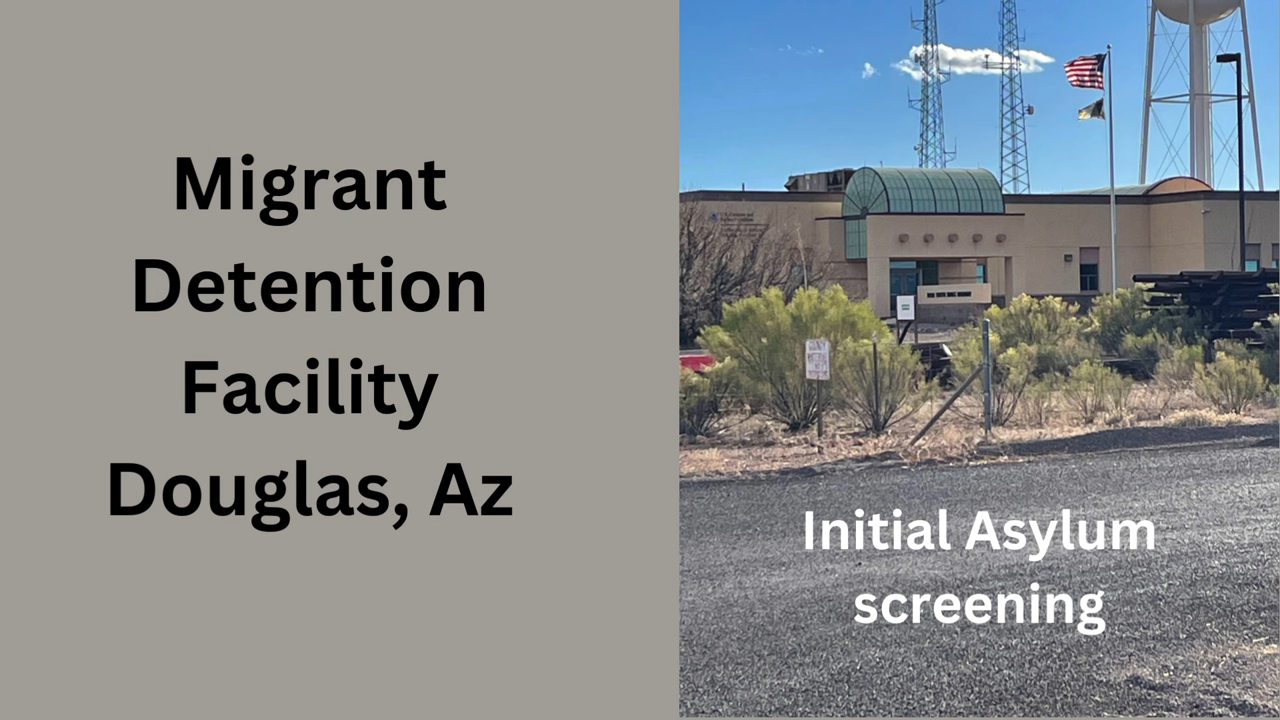 Migrant
Detention
Facility
Douglas, Az
Initial Asylum
screening